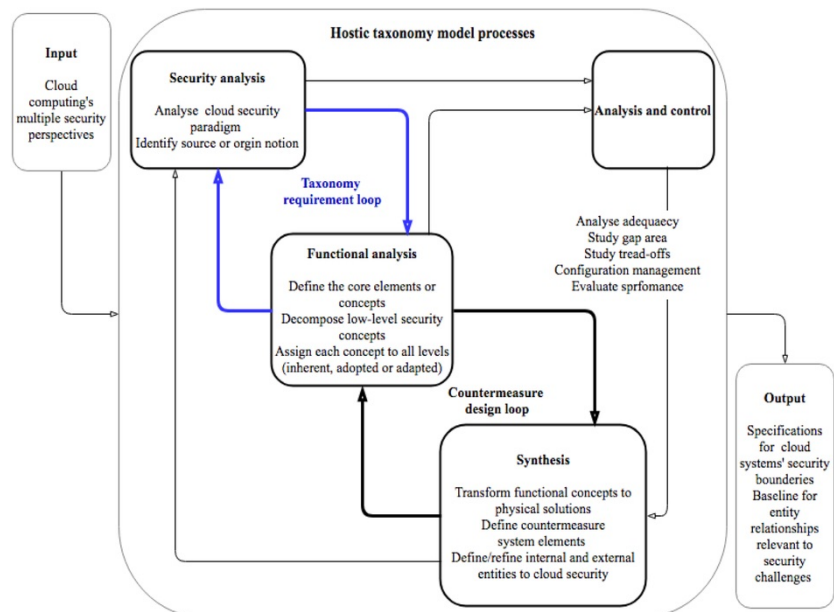 Hostic taxonomy model processes
Input
Cloud
computing's
multiple security
perspectives
Security analysis
Analyse cloud security
paradigm
Identify source or orgin notion
Analysis and control
Taxonomy
requirement loop
Analyse adequaecy
Study gap area
Study tread-offs
Configuration management
Evaluate sprfomance
Functional analysis
Define the core elements or
concepts
Decompose low-level security
concepts
Assign each concept to all levels
(inherent, adopted or adapted)
Countermeasure
design loop
Synthesis
Transform functional concepts to
physical solutions
Define countermeasure
system elements
Define/refine internal and external
entities to cloud security
Output
Specifications
for cloud
systems' security
bounderies
Baseline for
entity
relationships
relevant to
security
challenges